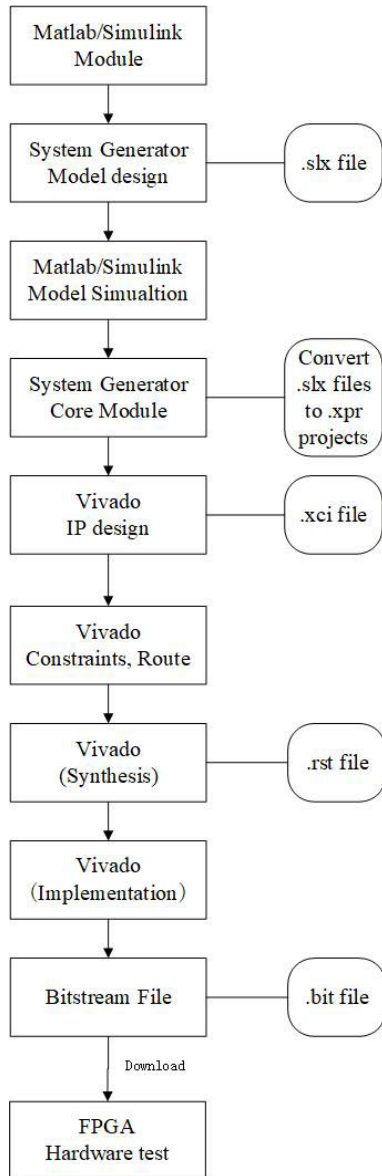 Matlab/Simulink
Module
System Generator
Model design
.slx file
Matlab/Simulink
Model Simualtion
System Generator
Core Module
Convert
.slx files
to .xpr
projects
Vivado
IP design
.xci file
Vivado
Constraints, Route
Vivado
(Synthesis)
.rst file
Vivado
（Implementation）
Bitstream File
.bit file
Download
FPGA
Hardware test